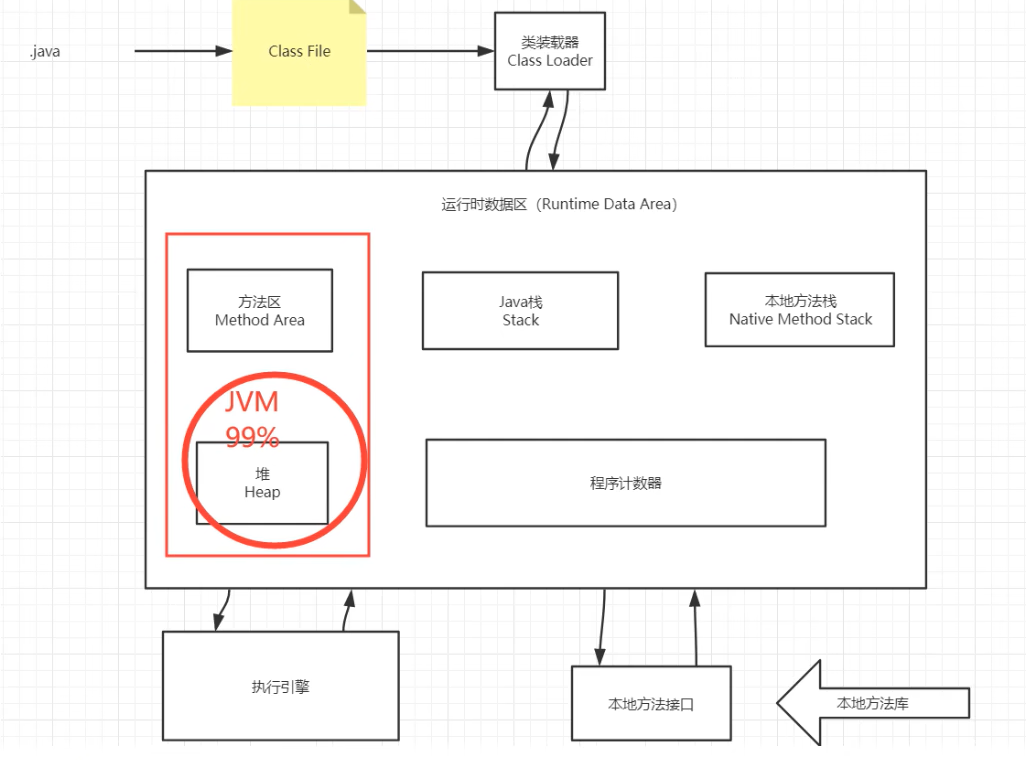 .java
Class File
类装载器
Class Loader
运行时数据区（Runtime Data Area）
方法区
Method Area
Java栈
Stack
本地方法栈
Native Method Stack
JVM
99%
堆
Heap
程序计数器
执行引擎
本地方法接口
本地方法库